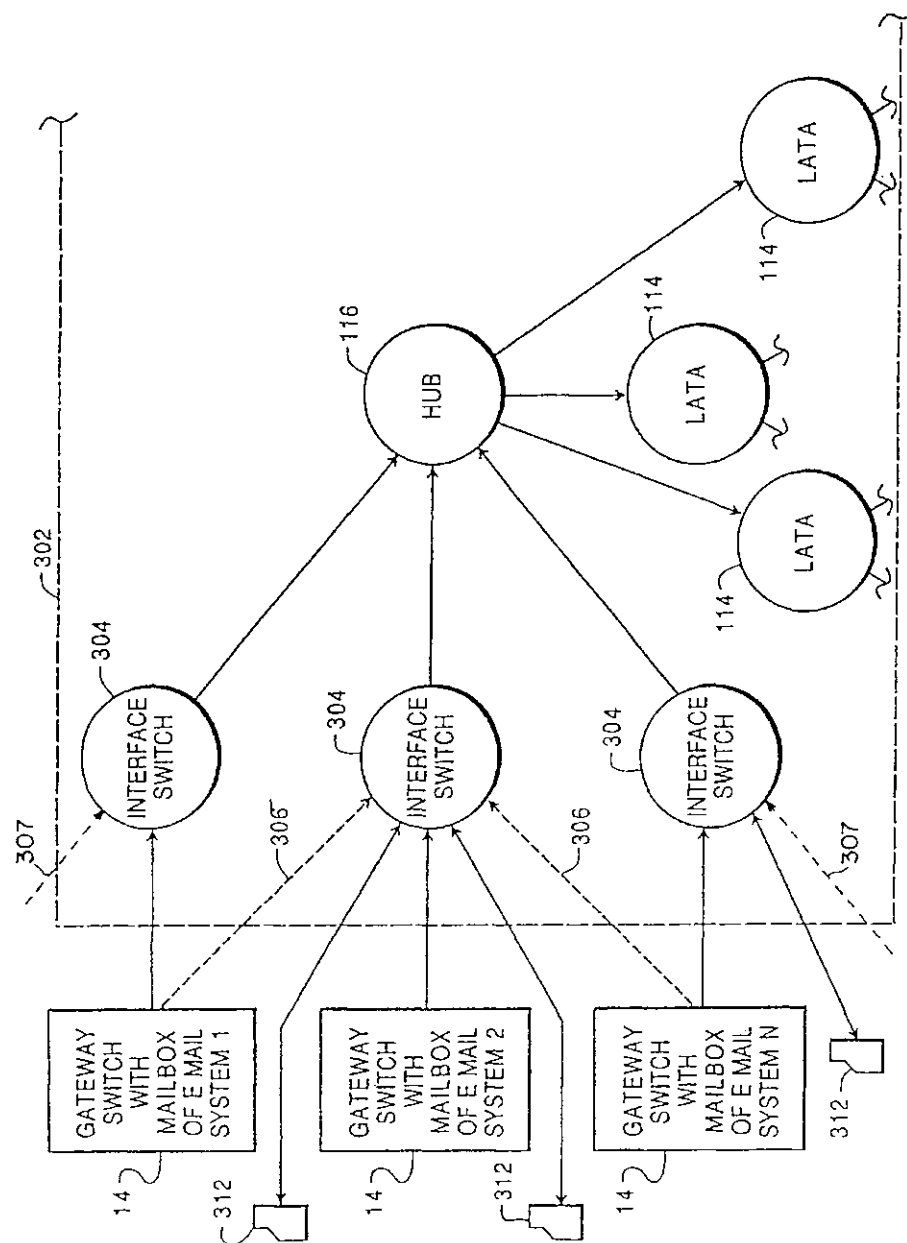 302
307
304
INTERFACE
SWITCH
GATEWAY
SWITCH
WITH
MAILBOX
OF E MAIL
SYSTEM 1
14
312
306
304
INTERFACE
SWITCH
GATEWAY
SWITCH
WITH
MAILBOX
OF E MAIL
SYSTEM 2
14
312
306
304
INTERFACE
SWITCH
307
GATEWAY
SWITCH
WITH
MAILBOX
OF E MAIL
SYSTEM N
14
312
116
HUB
114
LATA
114
LATA
114
LATA